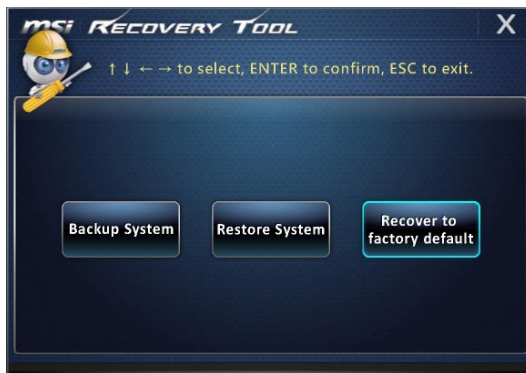 msi RECOVERY TOOL X
↑ ↓ ← → to select, ENTER to confirm, ESC to exit.
Backup System
Restore System
Recover to
factory default